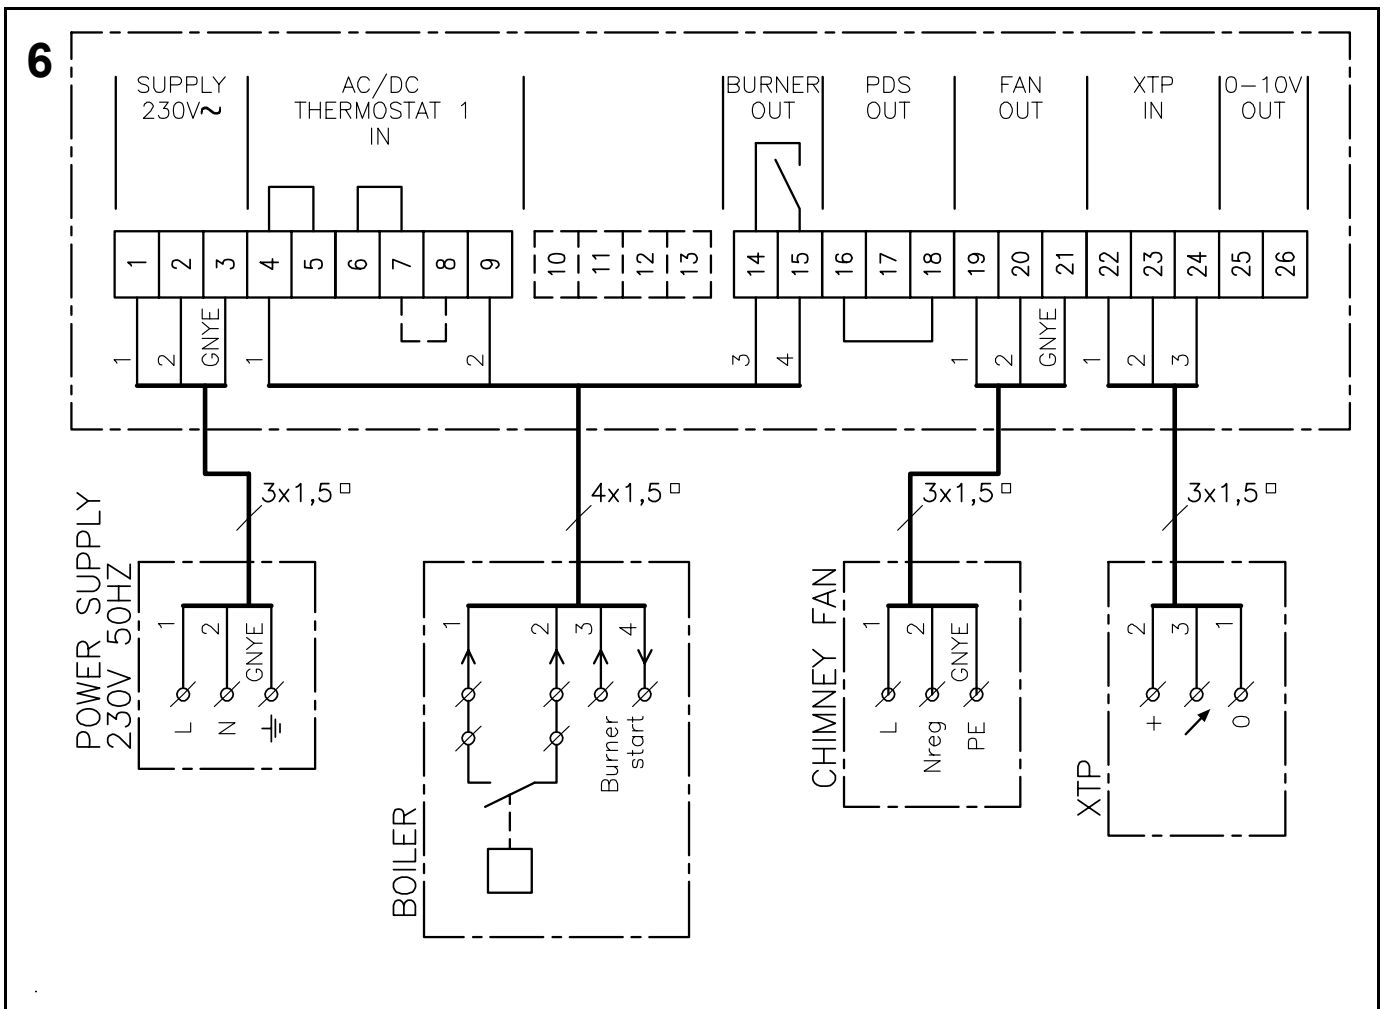 6
SUPPLY
230V~
AC/DC
THERMOSTAT 1
IN
BURNER
OUT
PDS
OUT
FAN
OUT
XTP
IN
0-10V
OUT
1 2 3 4 5 6 7 8 9 10 11 12 13 14 15 16 17 18 19 20 21 22 23 24 25 26
1 2 GNYE 1 2 3 4 1 2 GNYE 1 2 3
3x1,5□
4x1,5□
3x1,5□
3x1,5□
POWER SUPPLY
230V 50HZ
1 2 GNYE
L N
BOILER
1 2 3 4
Burner
start
CHIMNEY FAN
1 2 GNYE
L Nreg PE
XTP
2 3 1
+ 0